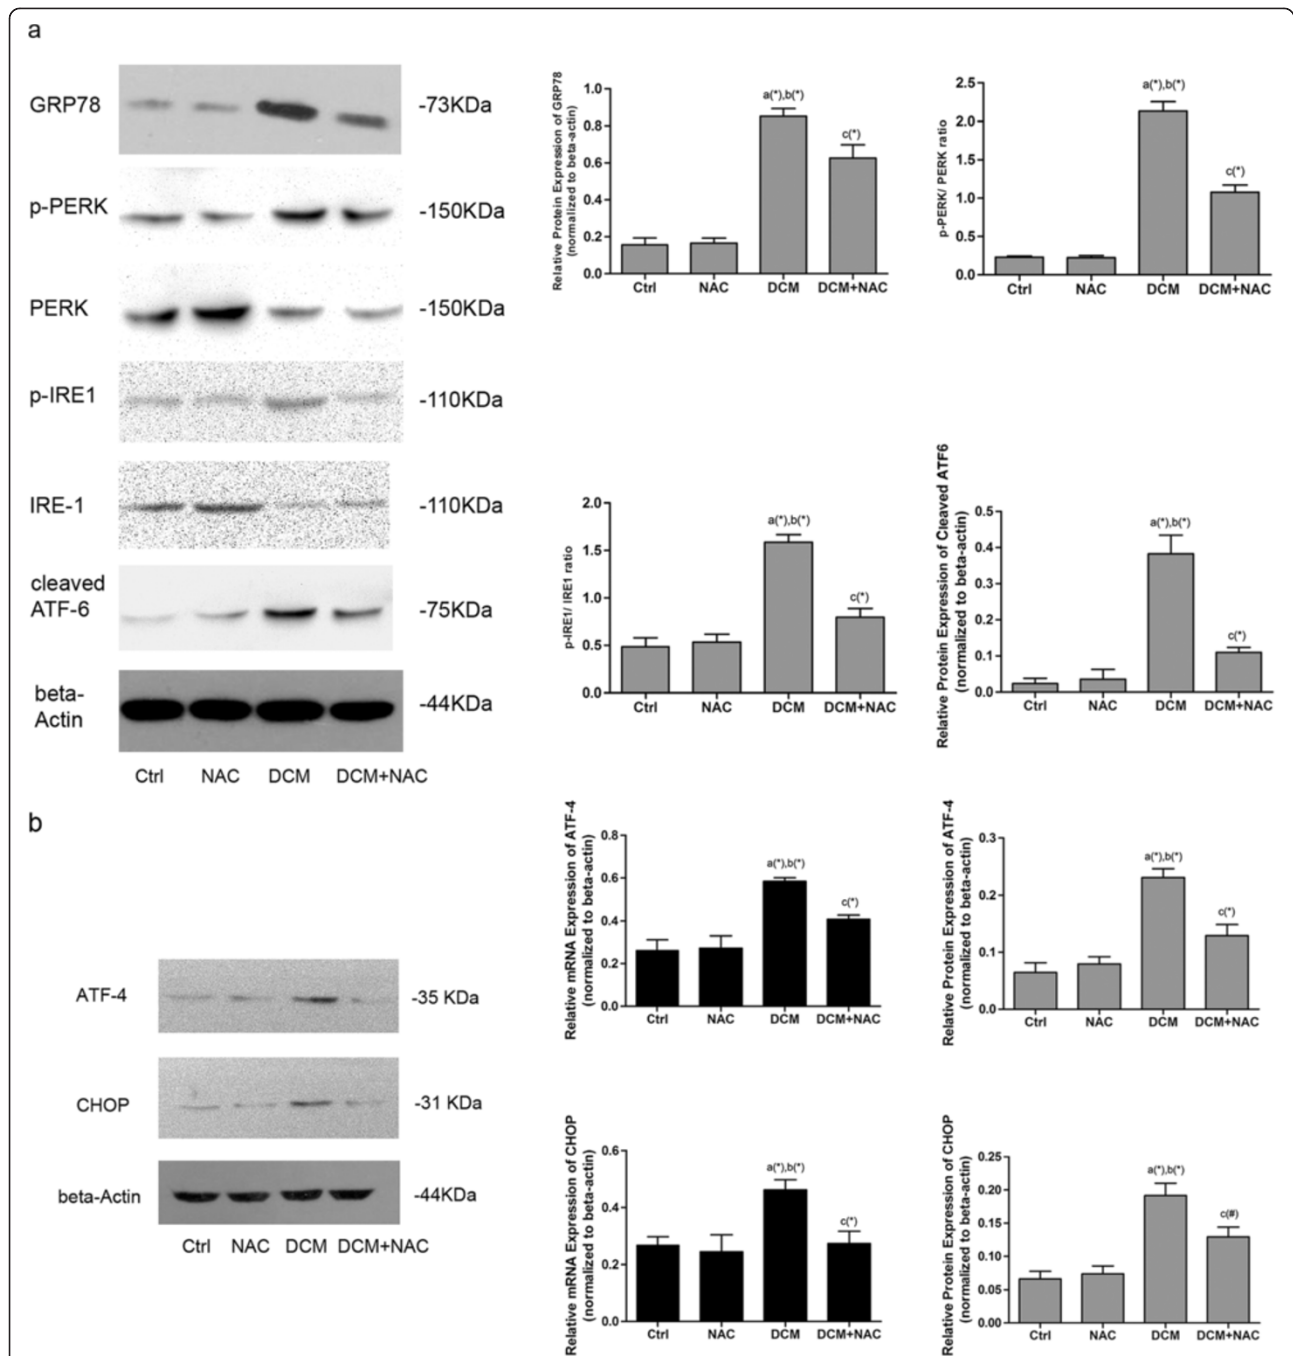 a
GRP78
-73KDa
p-PERK
-150KDa
PERK
-150KDa
p-IRE1
-110KDa
IRE-1
-110KDa
cleaved
ATF-6
-75KDa
beta-
Actin
-44KDa
Ctrl NAC DCM DCM+NAC
Relative Protein Expression of GRP78
(normalized to beta-actin)
1.0
0.8
0.6
0.4
0.2
0.0
a(*),b(*)
c(*)
Ctrl NAC DCM DCM+NAC
p-PERK/ PERK ratio
2.5
2.0
1.5
1.0
0.5
0.0
a(*),b(*)
c(*)
Ctrl NAC DCM DCM+NAC
p-IRE1/ IRE1 ratio
2.0
1.5
1.0
0.5
0.0
a(*),b(*)
c(*)
Ctrl NAC DCM DCM+NAC
Relative Protein Expression of Cleaved ATF6
(normalized to beta-actin)
0.5
0.4
0.3
0.2
0.1
0.0
a(*),b(*)
c(*)
Ctrl NAC DCM DCM+NAC
b
ATF-4
-35 KDa
CHOP
-31 KDa
beta-Actin
-44KDa
Ctrl NAC DCM DCM+NAC
Relative mRNA Expression of ATF-4
(normalized to beta-actin)
0.8
0.6
0.4
0.2
0.0
a(*),b(*)
c(*)
Ctrl NAC DCM DCM+NAC
Relative Protein Expression of ATF-4
(normalized to beta-actin)
0.3
0.2
0.1
0.0
a(*),b(*)
c(*)
Ctrl NAC DCM DCM+NAC
Relative mRNA Expression of CHOP
(normalized to beta-actin)
0.6
0.4
0.2
0.0
a(*),b(*)
c(*)
Ctrl NAC DCM DCM+NAC
Relative Protein Expression of CHOP
(normalized to beta-actin)
0.25
0.20
0.15
0.10
0.05
0.00
a(*),b(*)
c(#)
Ctrl NAC DCM DCM+NAC